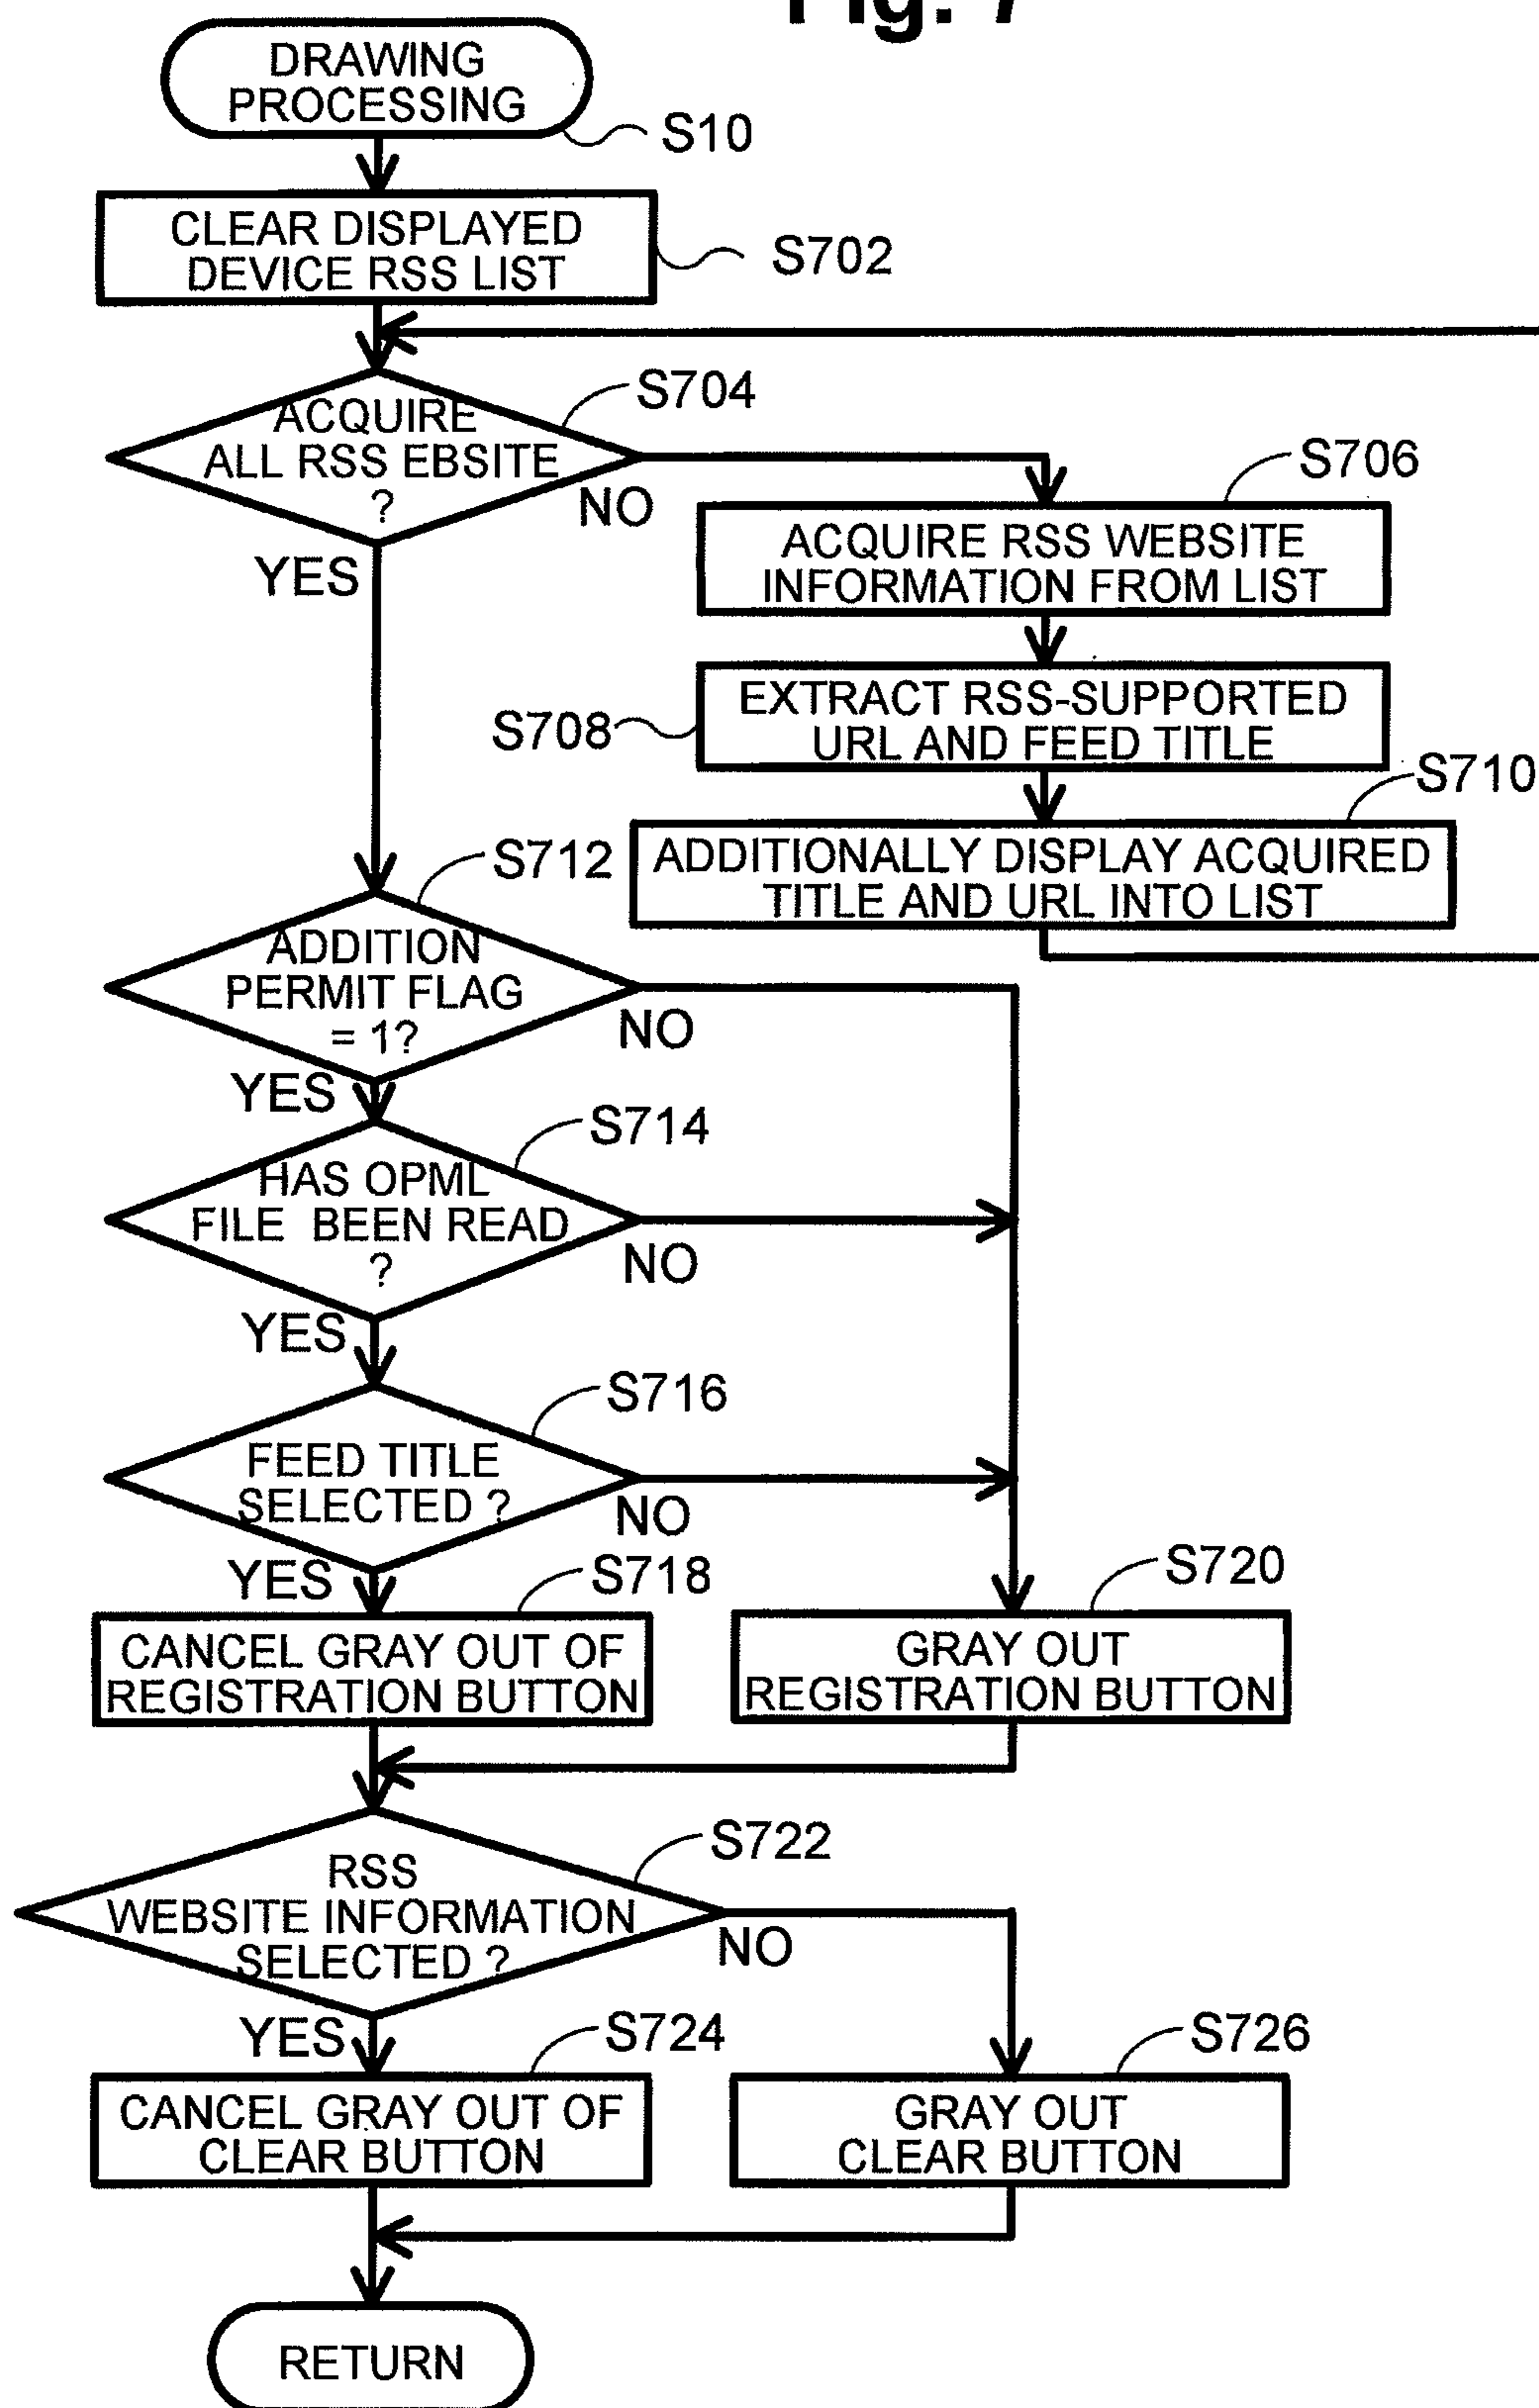 Fig. 7
DRAWING
PROCESSING
S10
CLEAR DISPLAYED
DEVICE RSS LIST
S702
S704
ACQUIRE
ALL RSS EBSITE
?
NO
YES
S706
ACQUIRE RSS WEBSITE
INFORMATION FROM LIST
S708
EXTRACT RSS-SUPPORTED
URL AND FEED TITLE
S710
ADDITIONALLY DISPLAY ACQUIRED
TITLE AND URL INTO LIST
S712
ADDITION
PERMIT FLAG
= 1?
NO
YES
S714
HAS OPML
FILE BEEN READ
?
NO
YES
S716
FEED TITLE
SELECTED ?
NO
YES
S718
CANCEL GRAY OUT OF
REGISTRATION BUTTON
S720
GRAY OUT
REGISTRATION BUTTON
S722
RSS
WEBSITE INFORMATION
SELECTED ?
NO
YES
S724
CANCEL GRAY OUT OF
CLEAR BUTTON
S726
GRAY OUT
CLEAR BUTTON
RETURN